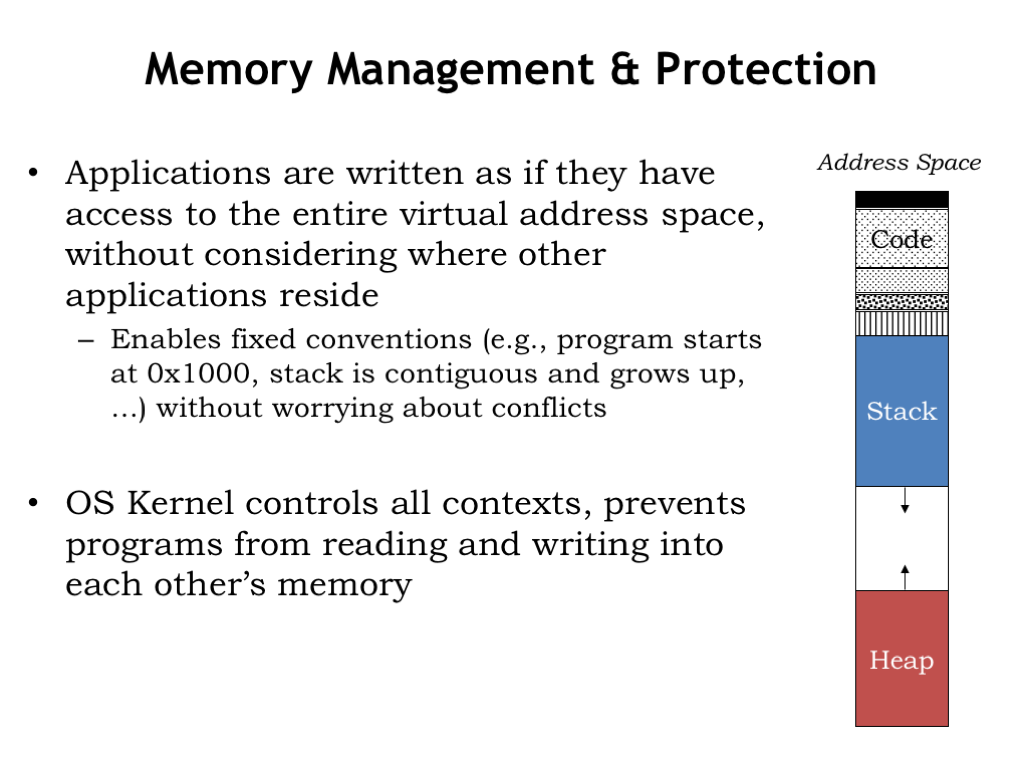 Memory Management & Protection
• Applications are written as if they have
access to the entire virtual address space,
without considering where other
applications reside
– Enables fixed conventions (e.g., program starts
at 0x1000, stack is contiguous and grows up,
…) without worrying about conflicts
• OS Kernel controls all contexts, prevents
programs from reading and writing into
each other’s memory
Address Space
Code
Stack
Heap